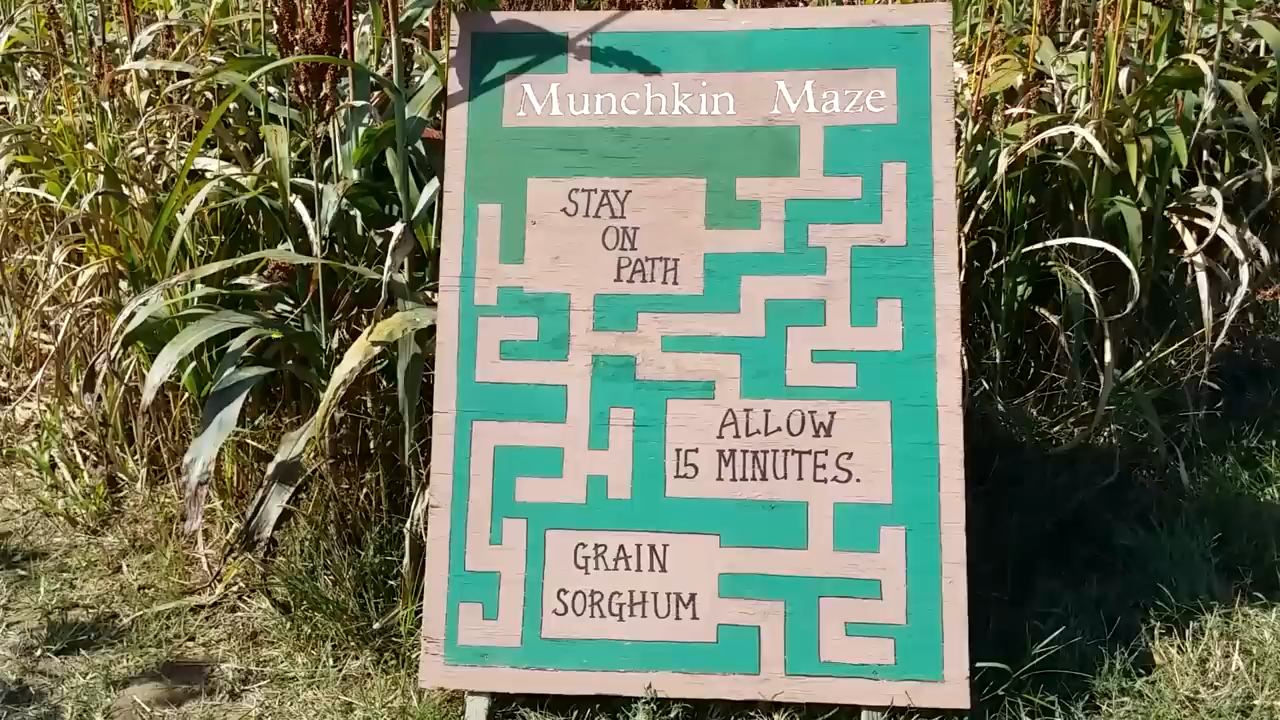 Munchkin Maze
STAY
ON
PATH
ALLOW
15 MINUTES.
GRAIN
SORGHUM